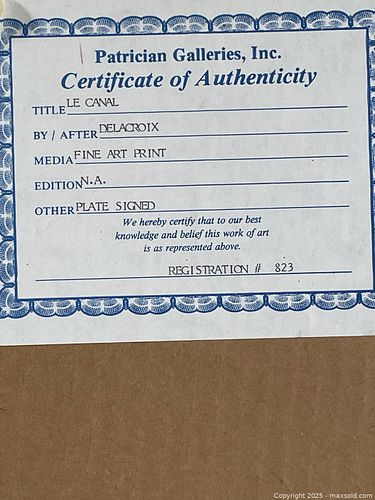 Patrician Galleries, Inc.
Certificate of Authenticity
TITLE LE CANAL
BY / AFTER DELACROIX
MEDIA FINE ART PRINT
EDITION N.A.
OTHER PLATE SIGNED
We hereby certify that to our best
knowledge and belief this work of art
is as represented above.
REGISTRATION # 823
Copyright 2025 - maxsold.com